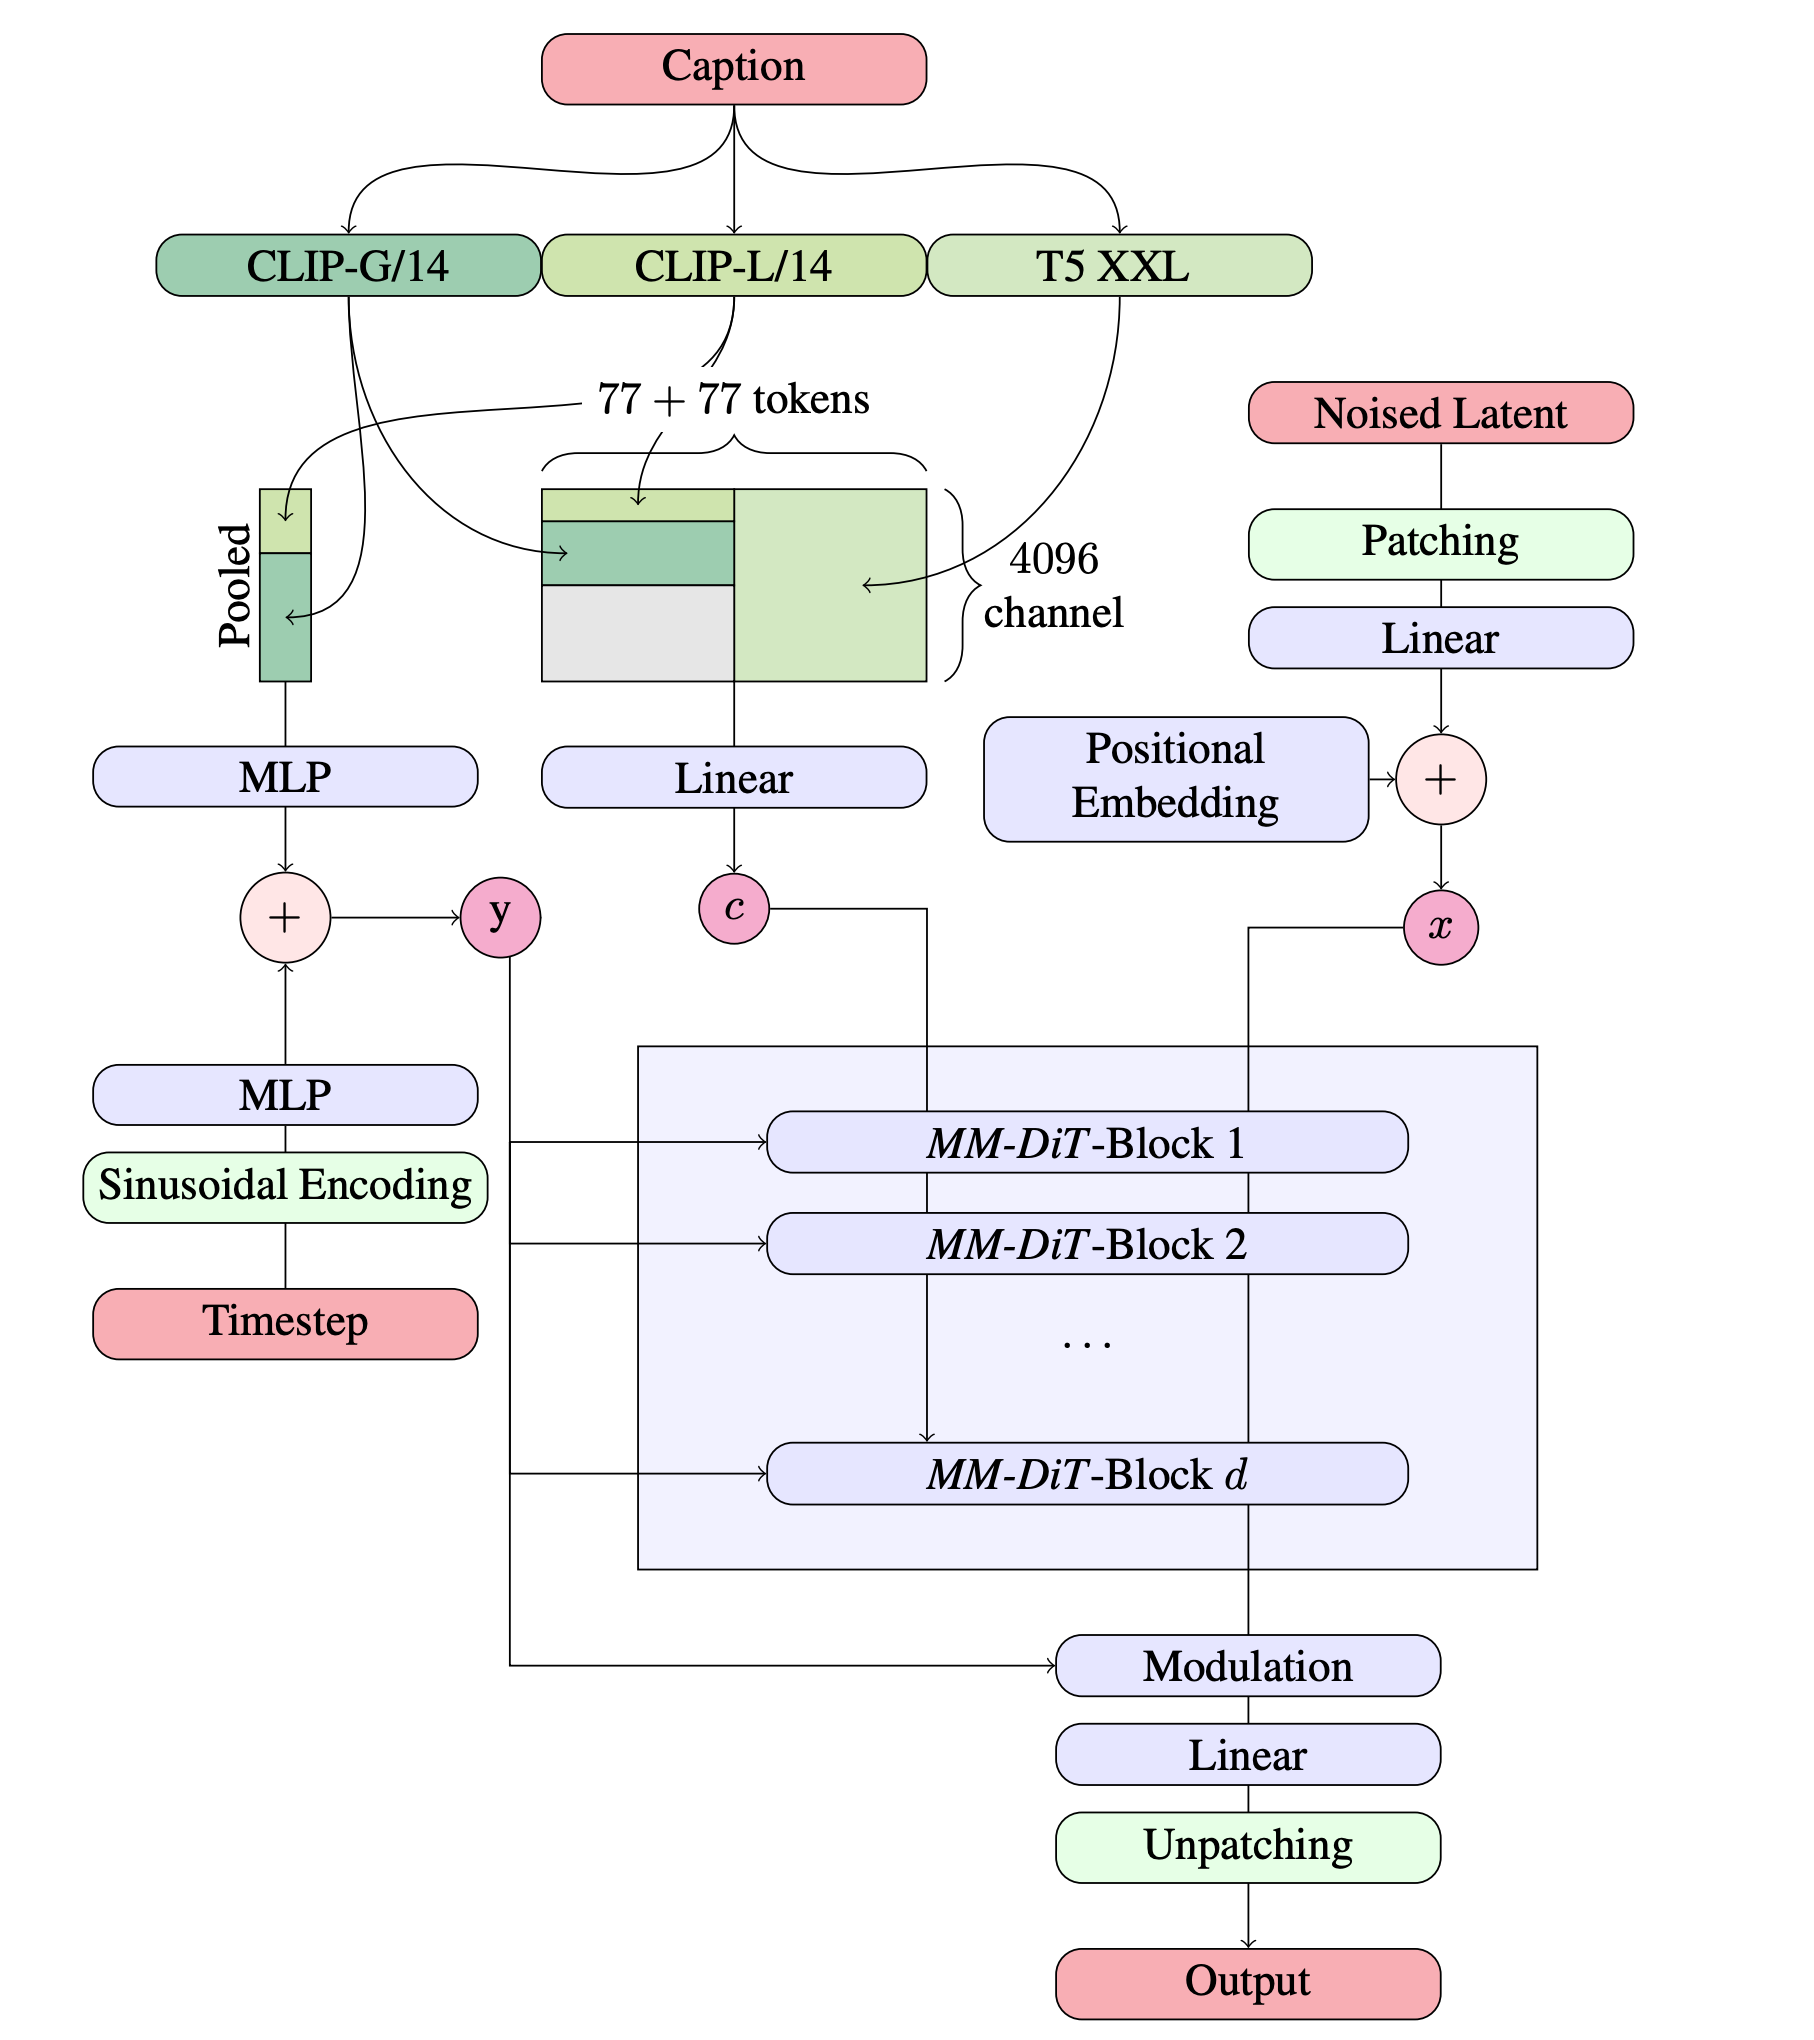 Caption
CLIP-G/14
CLIP-L/14
T5 XXL
77 + 77 tokens
Noised Latent
Pooled
4096
channel
Patching
Linear
MLP
Linear
Positional
Embedding
+
+
y
c
x
MLP
Sinusoidal Encoding
Timestep
MM-DiT-Block 1
MM-DiT-Block 2
. . .
MM-DiT-Block d
Modulation
Linear
Unpatching
Output